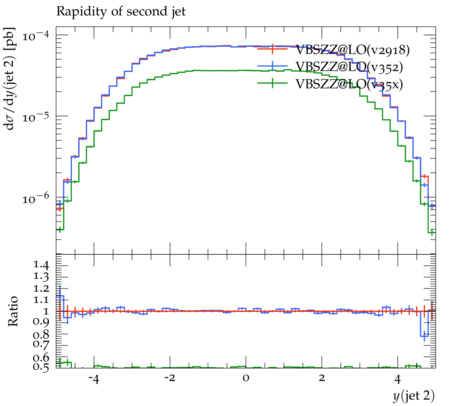 Rapidity of second jet
dσ/dy(jet 2) [pb]
10⁻⁴
10⁻⁵
10⁻⁶
VBSZZ@LO(v2918)
VBSZZ@LO(v352)
VBSZZ@LO(v35x)
Ratio
1.4
1.3
1.2
1.1
1
0.9
0.8
0.7
0.6
0.5
-4 -2 0 2 4
y(jet 2)